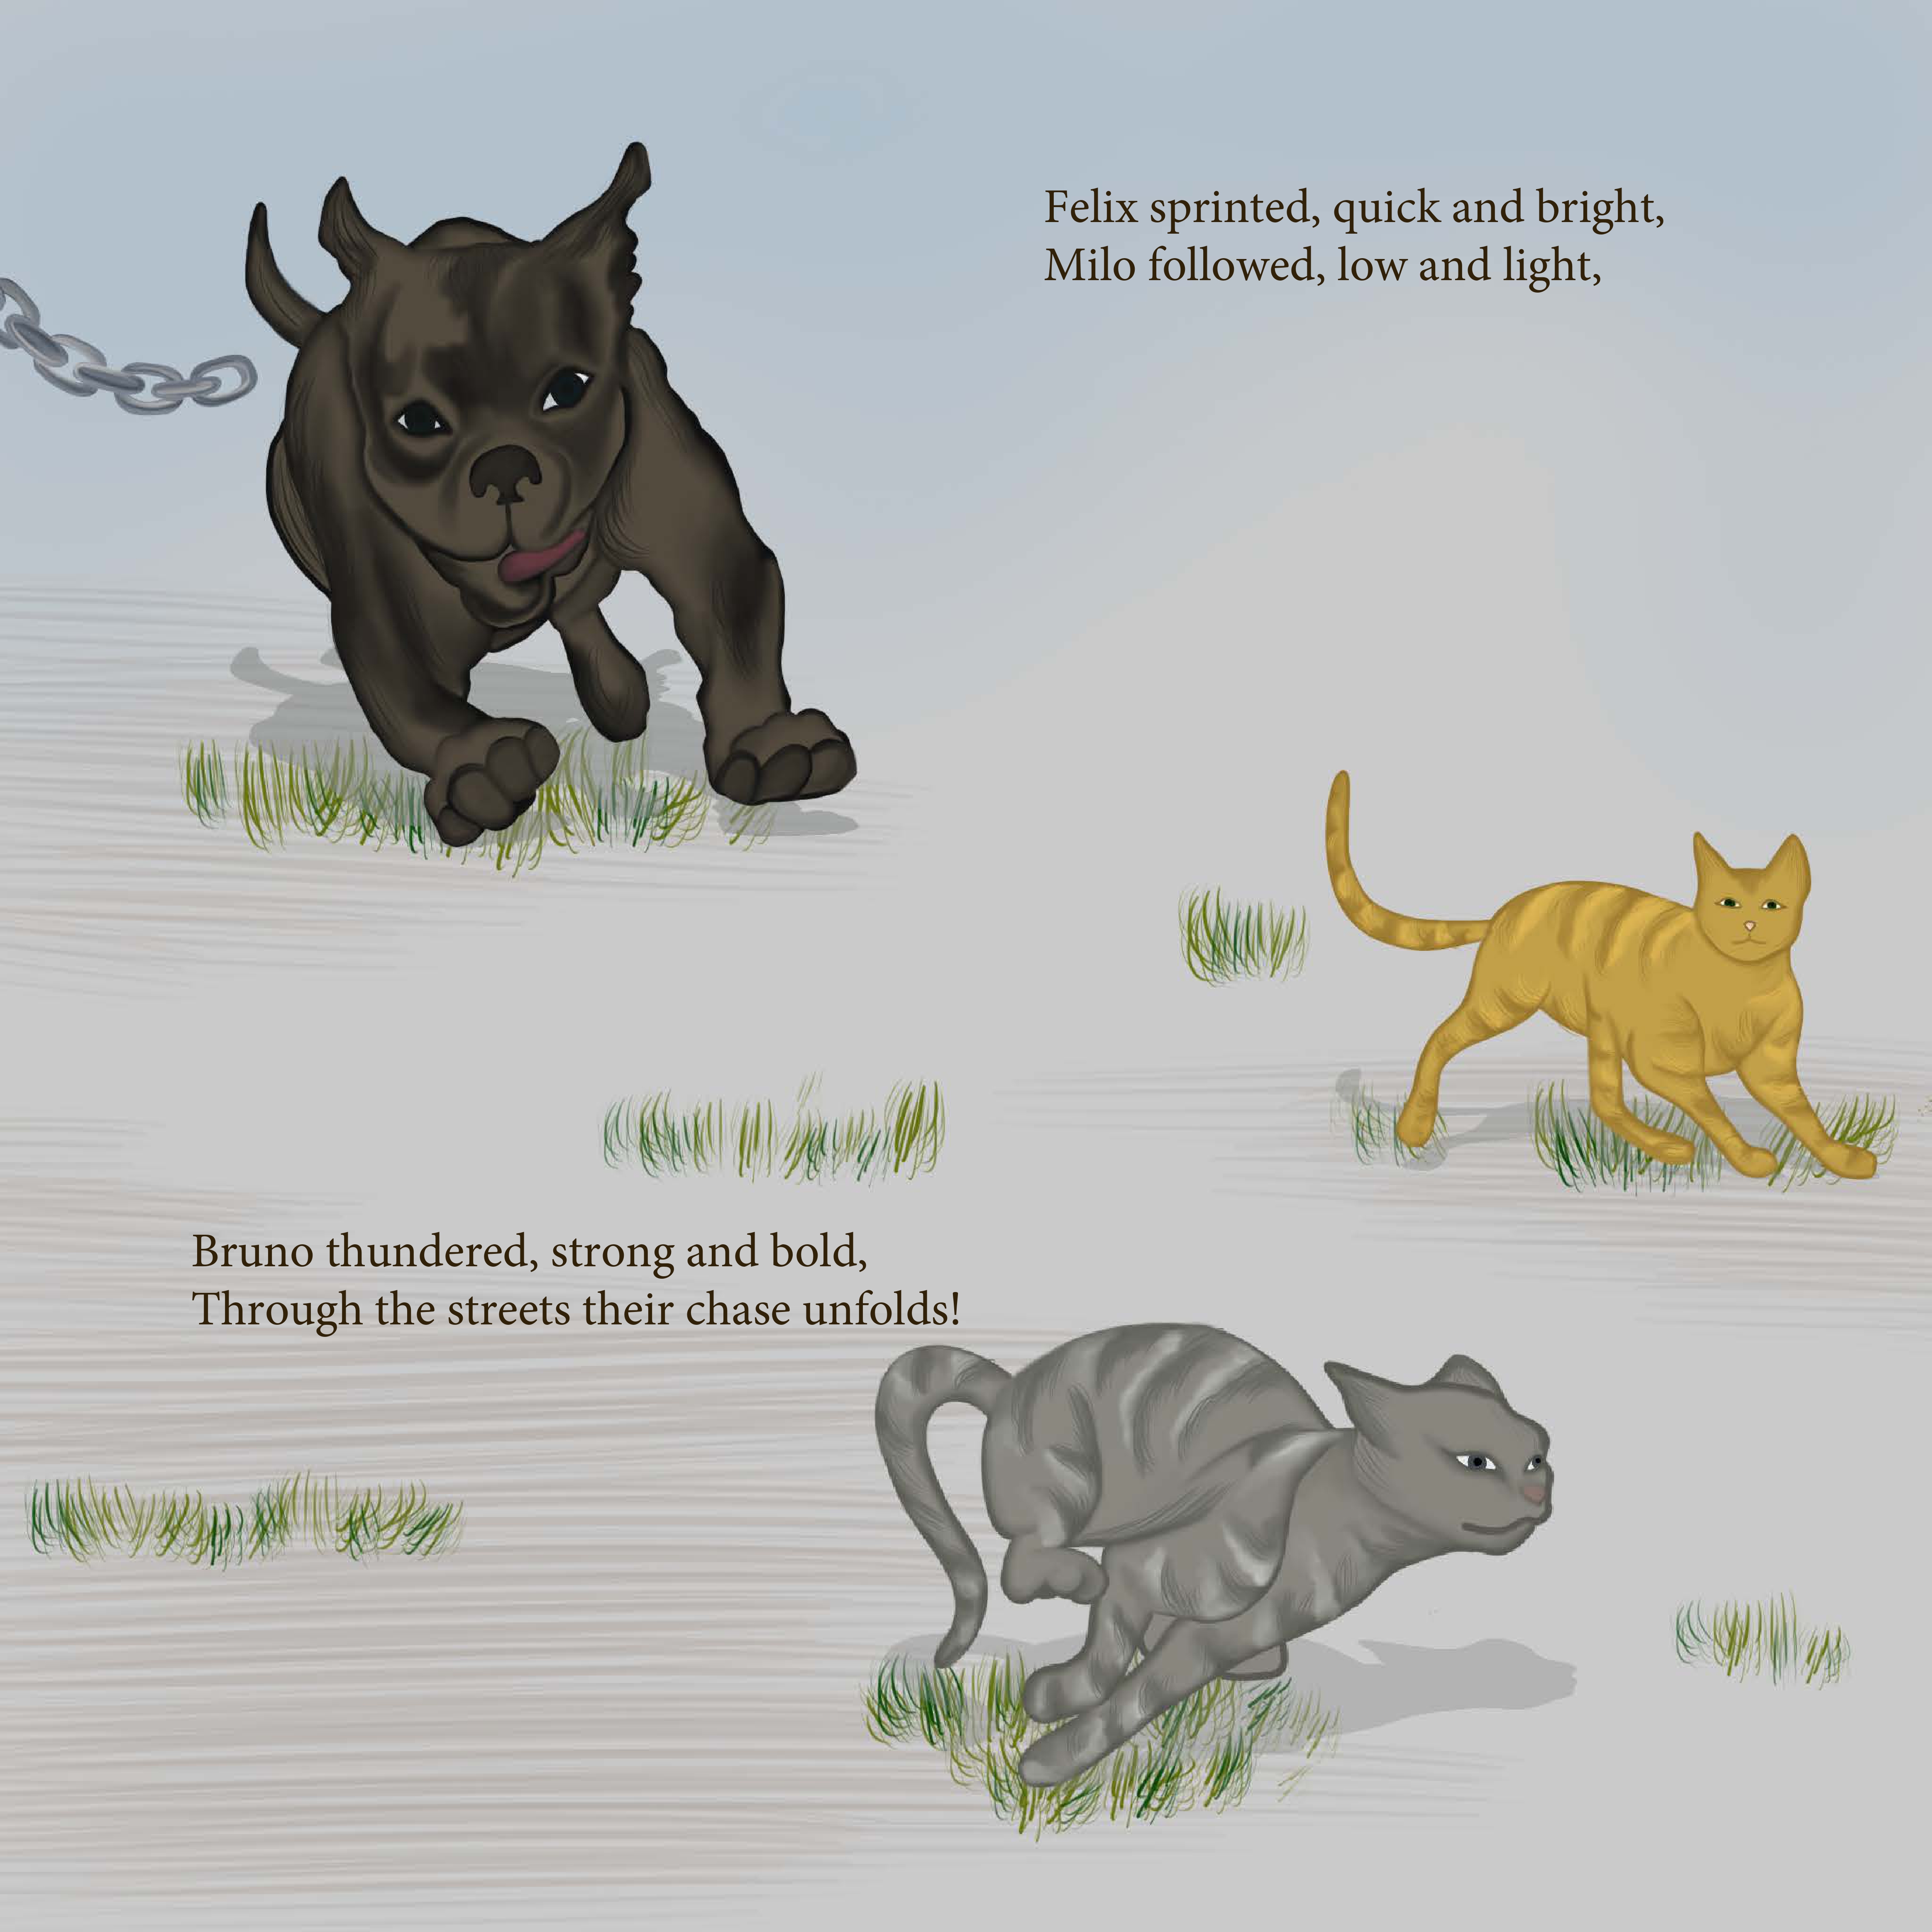 Felix sprinted, quick and bright,
Milo followed, low and light,
Bruno thundered, strong and bold,
Through the streets their chase unfolds!